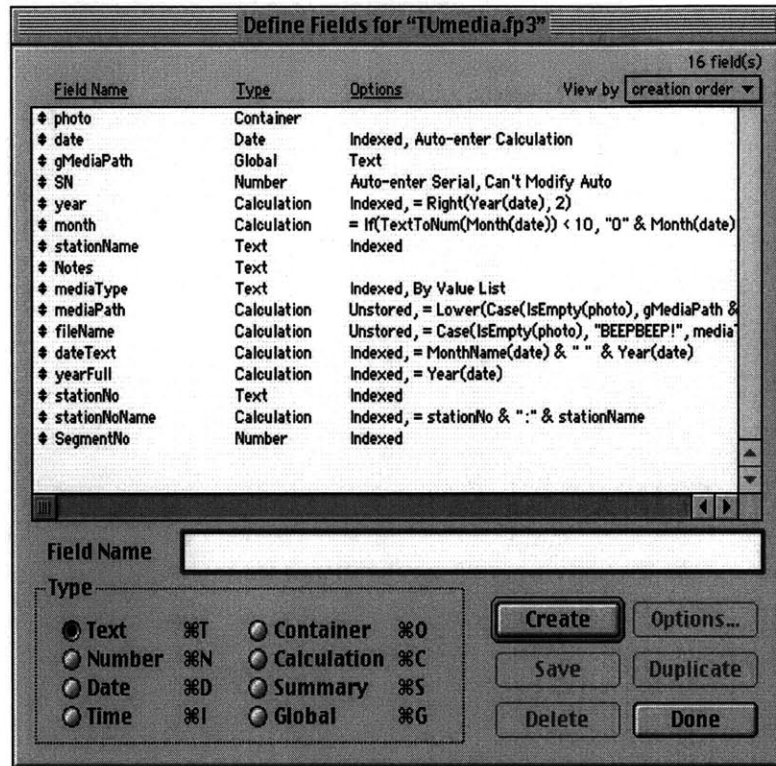 Define Fields for “TUmedia.fp3”
16 field(s)
Field Name Type Options View by creation order
photo Container
date Date Indexed, Auto-enter Calculation
gMediaPath Global Text
SN Number Auto-enter Serial, Can't Modify Auto
year Calculation Indexed, = Right(Year(date), 2)
month Calculation = If(TextToNum(Month(date)) < 10, "0" & Month(date)
stationName Text Indexed
Notes Text
mediaType Text Indexed, By Value List
mediaPath Calculation Unstored, = Lower(Case(IsEmpty(photo), gMediaPath &
fileName Calculation Unstored, = Case(IsEmpty(photo), "BEEPBEEP!", media
dateText Calculation Indexed, = MonthName(date) & " " & Year(date)
yearFull Calculation Indexed, = Year(date)
stationNo Text Indexed
stationNoName Calculation Indexed, = stationNo & ":" & stationName
SegmentNo Number Indexed
Field Name
Type
Text ⌘T Container ⌘O
Number ⌘N Calculation ⌘C
Date ⌘D Summary ⌘S
Time ⌘I Global ⌘G
Create Options...
Save Duplicate
Delete Done